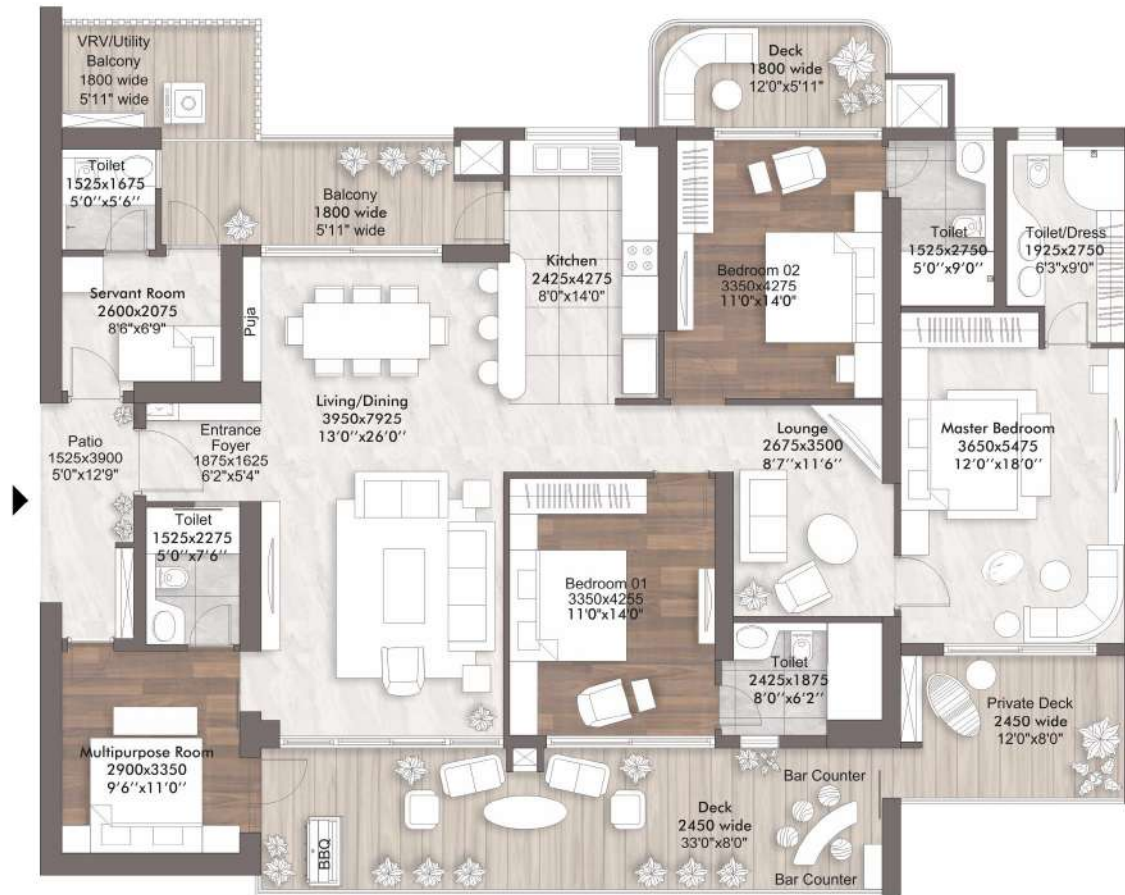 VRV/Utility
Balcony
1800 wide
5'11" wide
Deck
1800 wide
12'0"x5'11"
Toilet
1525x1675
5'0"x5'6"
Balcony
1800 wide
5'11" wide
Kitchen
2425x4275
8'0"x14'0"
Bedroom 02
3350x4275
11'0"x14'0"
Toilet
1525x2750
5'0"x9'0"
Toilet/Dress
1925x2750
6'3"x9'0"
Servant Room
2600x2075
8'6"x6'9"
Puja
Living/Dining
3950x7925
13'0"x26'0"
Patio
1525x3900
5'0"x12'9"
Entrance
Foyer
1875x1625
6'2"x5'4"
Lounge
2675x3500
8'7"x11'6"
Master Bedroom
3650x5475
12'0"x18'0"
Toilet
1525x2275
5'0"x7'6"
Bedroom 01
3350x4255
11'0"x14'0"
Toilet
2425x1875
8'0"x6'2"
Private Deck
2450 wide
12'0"x8'0"
Multipurpose Room
2900x3350
9'6"x11'0"
BBQ
Deck
2450 wide
33'0"x8'0"
Bar Counter
Bar Counter